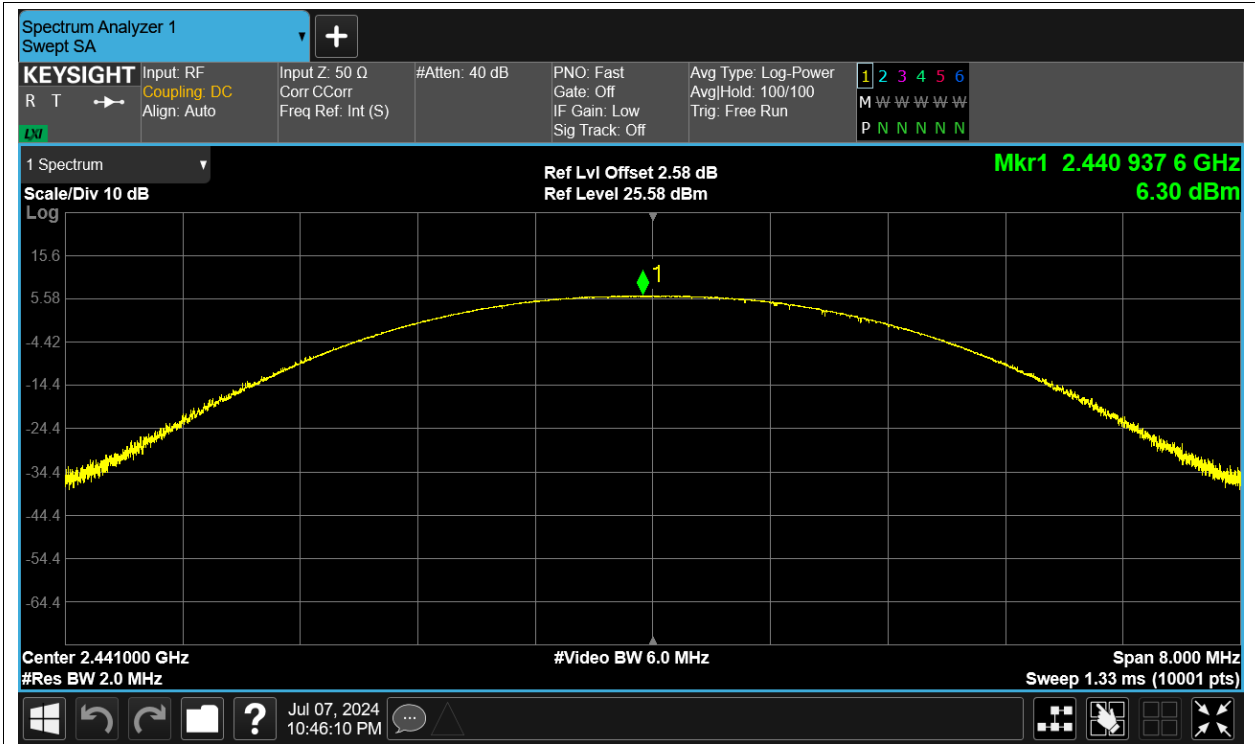 Spectrum Analyzer 1
Swept SA
KEYSIGHT
R T
LXI
Input: RF
Coupling: DC
Align: Auto
Input Z: 50 Ω
Corr CCorr
Freq Ref: Int (S)
#Atten: 40 dB
PNO: Fast
Gate: Off
IF Gain: Low
Sig Track: Off
Avg Type: Log-Power
Avg|Hold: 100/100
Trig: Free Run
1 2 3 4 5 6
M W W W W W
P N N N N N
1 Spectrum
Scale/Div 10 dB
Log
Ref Lvl Offset 2.58 dB
Ref Level 25.58 dBm
Mkr1 2.440 937 6 GHz
6.30 dBm
1
15.6
5.58
-4.42
-14.4
-24.4
-34.4
-44.4
-54.4
-64.4
Center 2.441000 GHz
#Res BW 2.0 MHz
#Video BW 6.0 MHz
Span 8.000 MHz
Sweep 1.33 ms (10001 pts)
?
Jul 07, 2024
10:46:10 PM